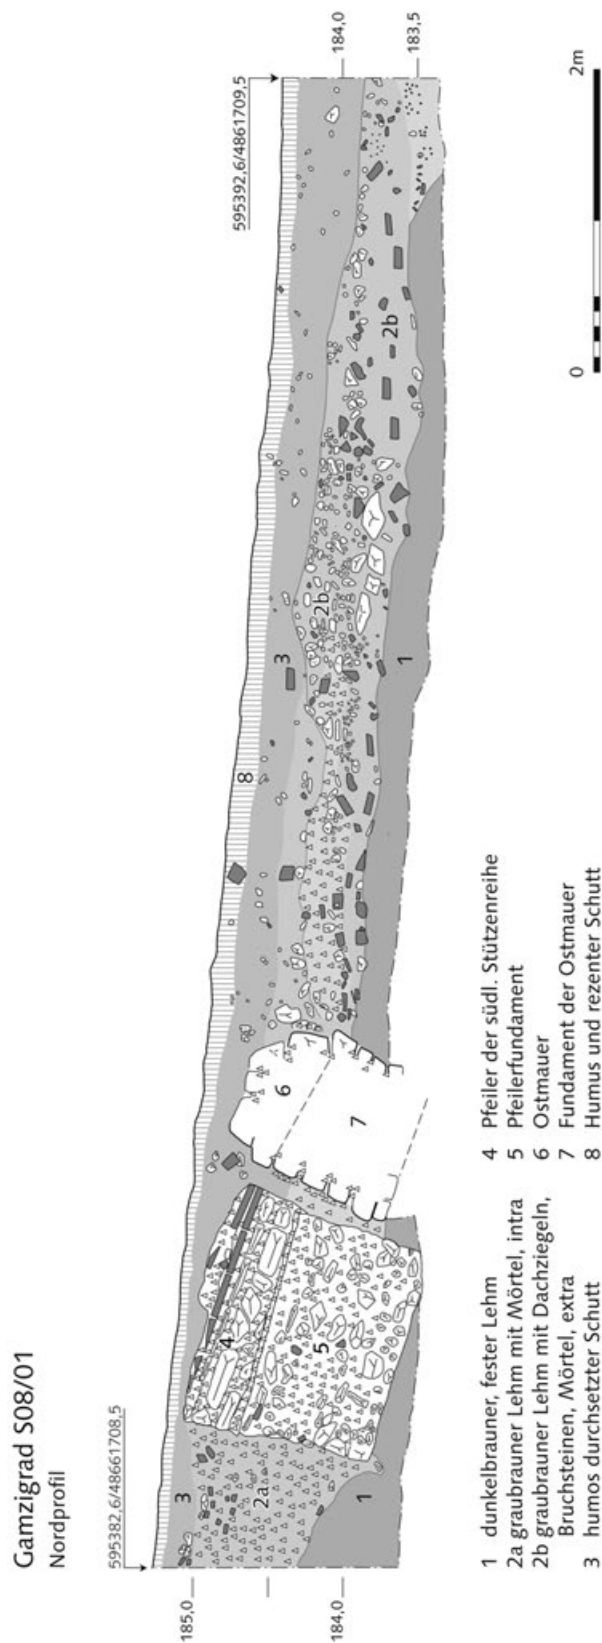 Gamzigrad S08/01
Nordprofil
595382,6/48661708,5
595392,6/4861709,5
185,0
184,0
184,0
183,5
3
2a
1
4
5
6
7
8
3
2b
1
2b
0
2m
1 dunkelbrauner, fester Lehm
2a graubrauner Lehm mit Mörtel, intra
2b graubrauner Lehm mit Dachziegeln,
Bruchsteinen, Mörtel, extra
3 humos durchsetzter Schutt
4 Pfeiler der südl. Stützenreihe
5 Pfeilerfundament
6 Ostmauer
7 Fundament der Ostmauer
8 Humus und rezenter Schutt